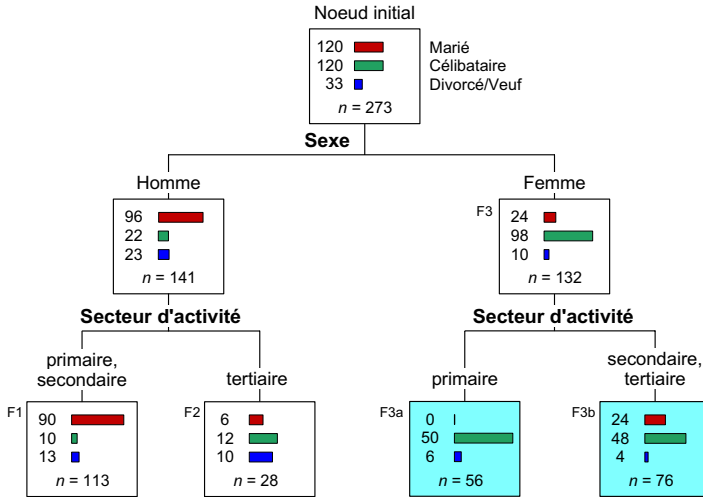 Noeud initial
120 Marié
120 Célibataire
33 Divorcé/Veuf
n = 273
Sexe
Homme
96
22
23
n = 141
Femme
F3
24
98
10
n = 132
Secteur d'activité
Secteur d'activité
primaire,
secondaire
F1
90
10
13
n = 113
tertiaire
F2
6
12
10
n = 28
primaire
F3a
0
50
6
n = 56
secondaire,
tertiaire
F3b
24
48
4
n = 76